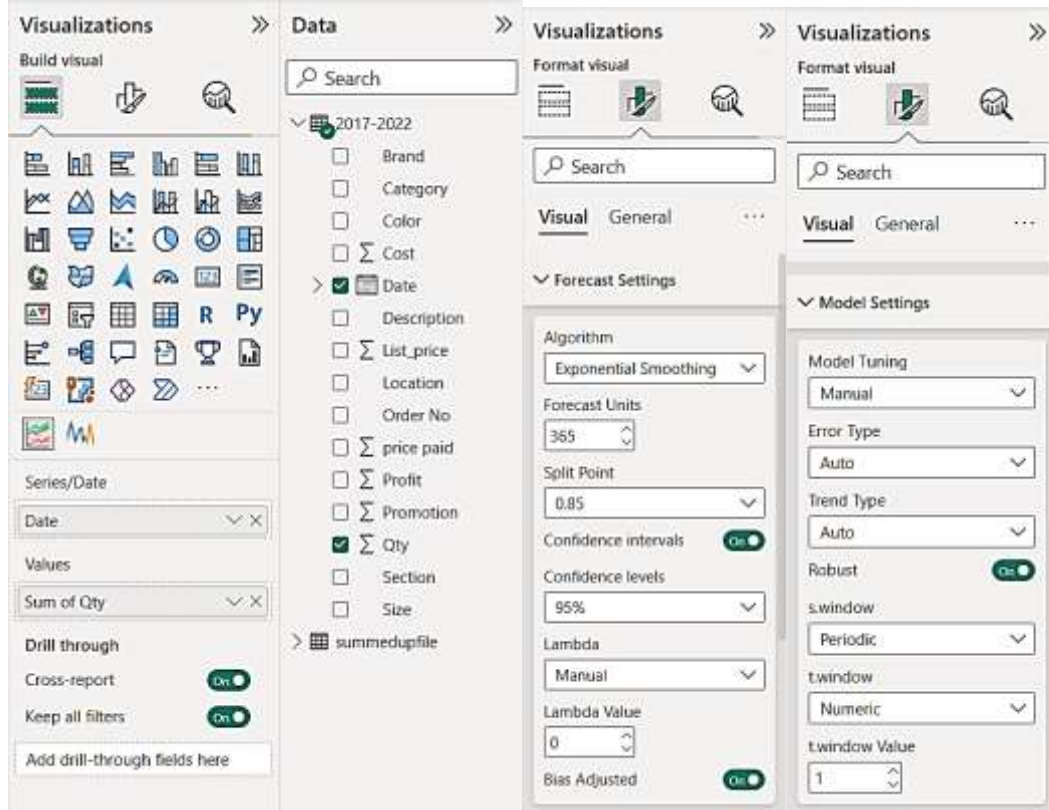 Visualizations
Build visual
R
Py
123
Series/Date
Date
Values
Sum of Qty
Drill through
Cross-report
On
Keep all filters
On
Add drill-through fields here
Data
Search
2017-2022
Brand
Category
Color
Σ Cost
Date
Description
Σ List_price
Location
Order No
Σ price paid
Σ Profit
Σ Promotion
Σ Qty
Section
Size
summedupfile
Visualizations
Format visual
Search
Visual General ...
Forecast Settings
Algorithm
Exponential Smoothing
Forecast Units
365
Split Point
0.85
Confidence intervals
On
Confidence levels
95%
Lambda
Manual
Lambda Value
0
Bias Adjusted
On
Visualizations
Format visual
Search
Visual General ...
Model Settings
Model Tuning
Manual
Error Type
Auto
Trend Type
Auto
Robust
On
s.window
Periodic
t.window
Numeric
t.window Value
1